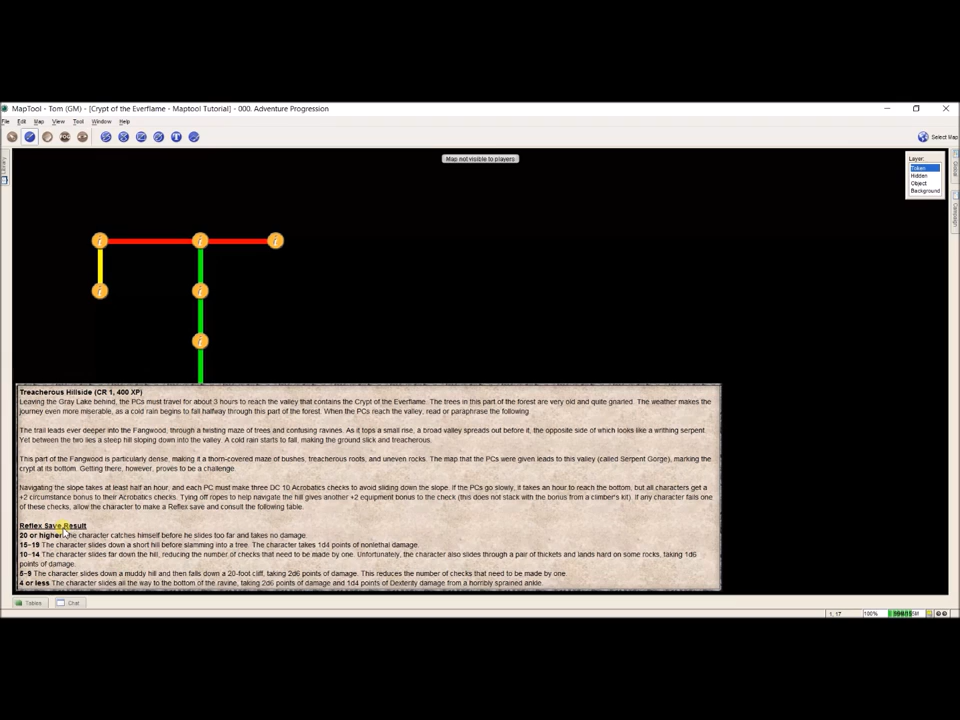 MapTool - Tom (GM) - [Crypt of the Everflame - Maptool Tutorial] - 000. Adventure Progression
File Edit Map View Tool Window Help
Select Map
Map not visible to players
Layer:
Token
Hidden
Object
Background
Global
Campaign
Treacherous Hillside (CR 1, 400 XP)
Leaving the Gray Lake behind, the PCs must travel for about 3 hours to reach the valley that contains the Crypt of the Everflame. The trees in this part of the forest are very old and quite gnarled. The weather makes the
journey even more miserable, as a cold rain begins to fall halfway through this part of the forest. When the PCs reach the valley, read or paraphrase the following
The trail leads ever deeper into the Fangwood, through a twisting maze of trees and confusing ravines. As it tops a small rise, a broad valley spreads out before it, the opposite side of which looks like a writhing serpent.
Yet between the two lies a steep hill sloping down into the valley. A cold rain starts to fall, making the ground slick and treacherous.
This part of the Fangwood is particularly dense, making it a thorn-covered maze of bushes, treacherous roots, and uneven rocks. The map that the PCs were given leads to this valley (called Serpent Gorge), marking the
crypt at its bottom. Getting there, however, proves to be a challenge.
Navigating the slope takes at least half an hour, and each PC must make three DC 10 Acrobatics checks to avoid sliding down the slope. If the PCs go slowly, it takes an hour to reach the bottom, but all characters get a
+2 circumstance bonus to their Acrobatics checks. Tying off ropes to help navigate the hill gives another +2 equipment bonus to the check (this does not stack with the bonus from a climber's kit). If any character fails one
of these checks, allow the character to make a Reflex save and consult the following table.
Reflex Save Result
20 or higher The character catches himself before he slides too far and takes no damage.
15–19 The character slides down a short hill before slamming into a tree. The character takes 1d4 points of nonlethal damage.
10–14 The character slides far down the hill, reducing the number of checks that need to be made by one. Unfortunately, the character also slides through a pair of thickets and lands hard on some rocks, taking 1d6
points of damage.
5–9 The character slides down a muddy hill and then falls down a 20-foot cliff, taking 2d6 points of damage. This reduces the number of checks that need to be made by one.
4 or less The character slides all the way to the bottom of the ravine, taking 2d6 points of damage and 1d4 points of Dexterity damage from a horribly sprained ankle.
Tables Chat
1, 17 100%